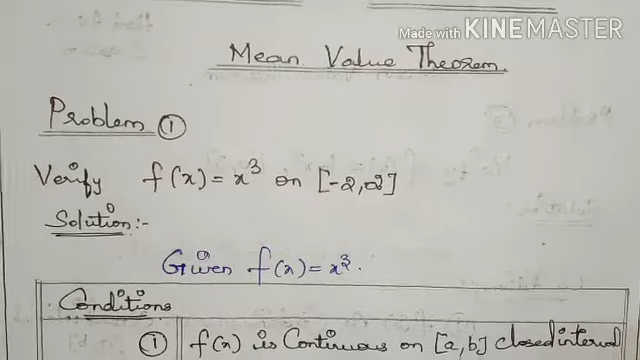 Made with KINEMASTER
Mean Value Theorem
Problem ①
Verify f(x) = x³ on [-2, 2]
Solution:-
Given f(x) = x³.
Conditions
① f(x) is Continuous on [a, b] closed interval